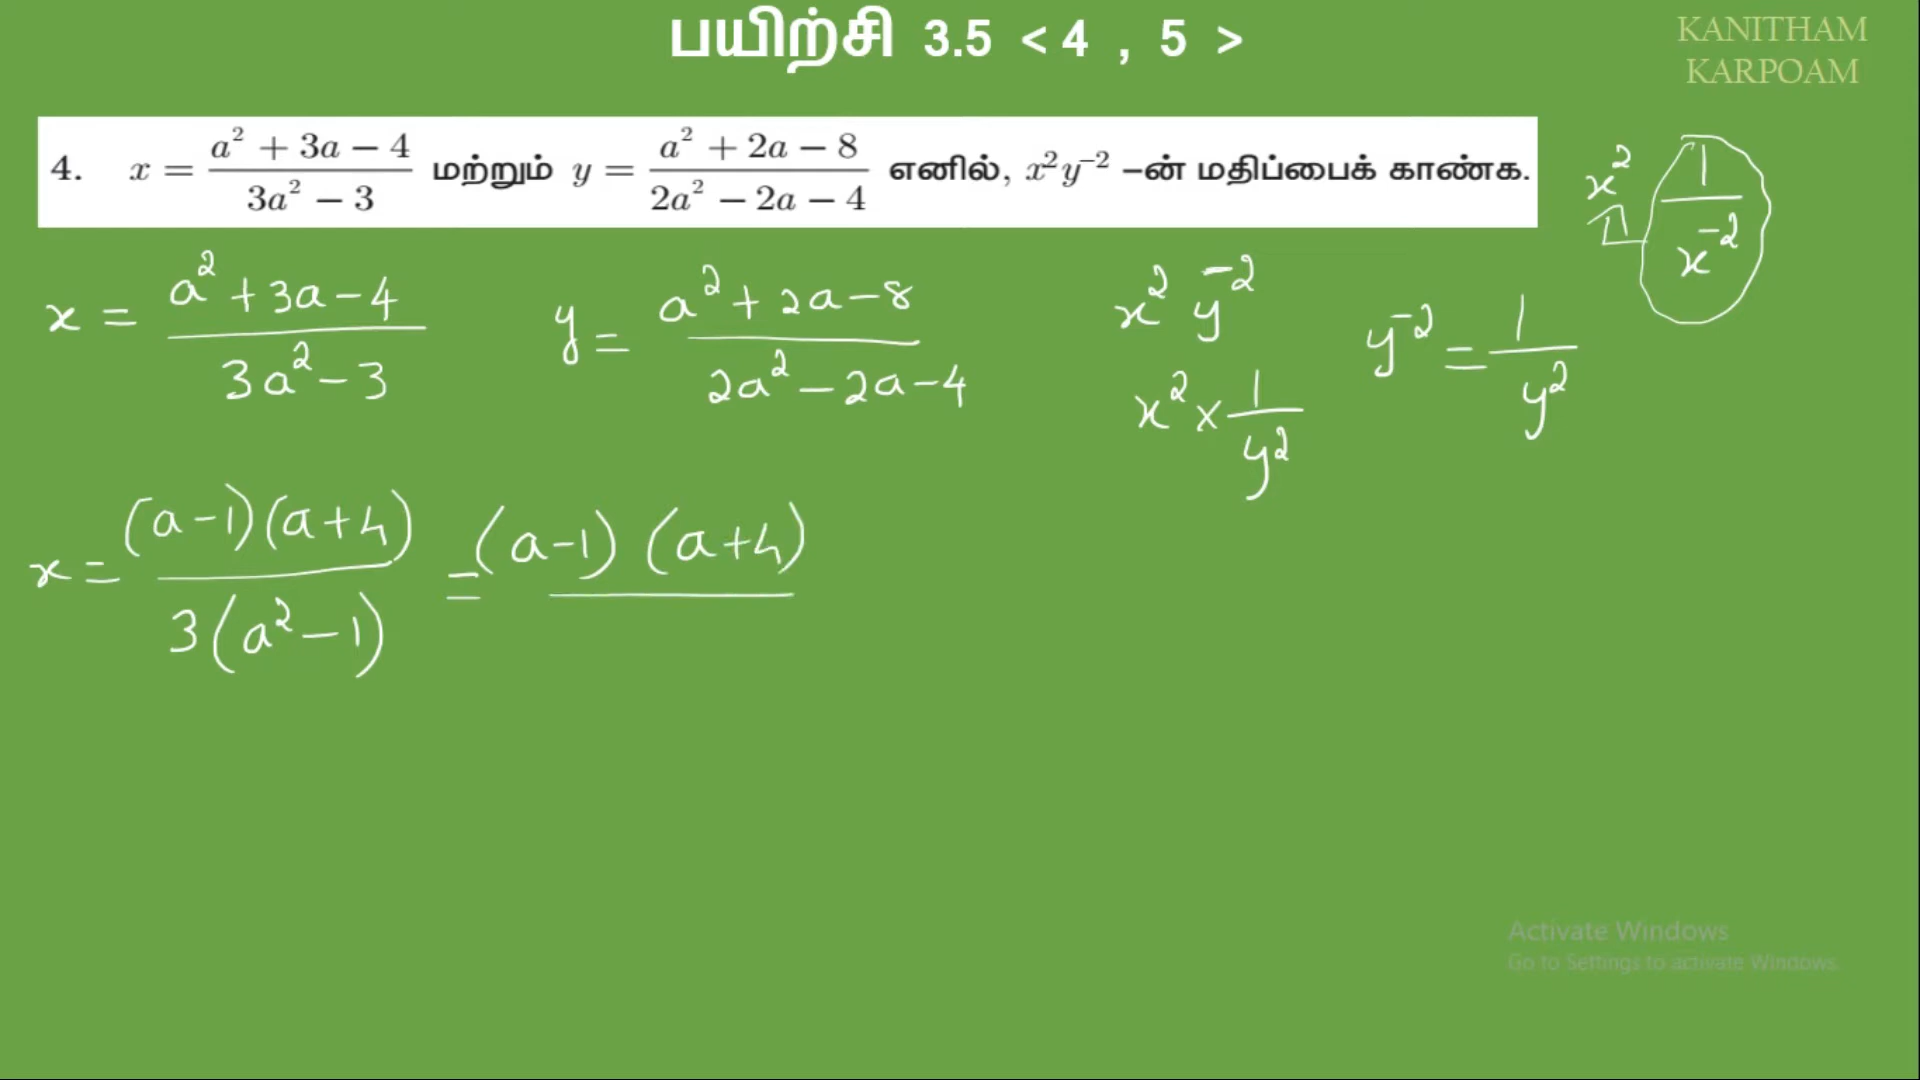 பயிற்சி 3.5 < 4 , 5 >
KANITHAM
KARPOAM
4. x = (a² + 3a − 4)/(3a² − 3) மற்றும் y = (a² + 2a − 8)/(2a² − 2a − 4) எனில், x²y⁻² −ன் மதிப்பைக் காண்க.
x² 1/x⁻²
x = (a² + 3a − 4)/(3a² − 3)
y = (a² + 2a − 8)/(2a² − 2a − 4)
x² y⁻²
y⁻² = 1/y²
x² × 1/y²
x = (a − 1)(a + 4)/3(a² − 1) = (a − 1) (a + 4)
Activate Windows
Go to Settings to activate Windows.